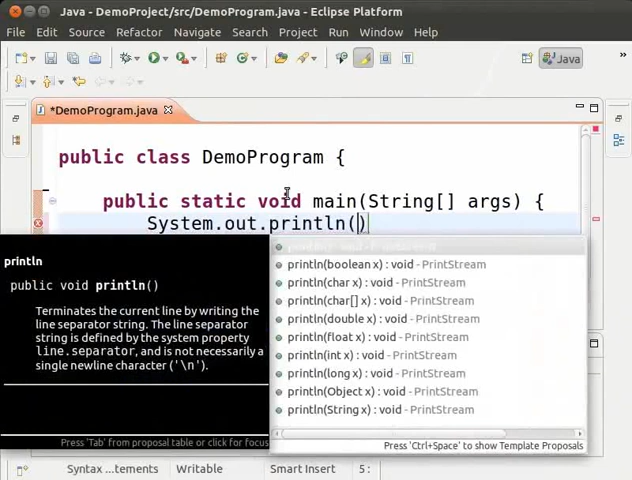 Java - DemoProject/src/DemoProgram.java - Eclipse Platform
File Edit Source Refactor Navigate Search Project Run Window Help
Java »
*DemoProgram.java
public class DemoProgram {
public static void main(String[] args) {
System.out.println()
println
public void println()
Terminates the current line by writing the
line separator string. The line separator
string is defined by the system property
line.separator, and is not necessarily a
single newline character ('\n').
Press 'Tab' from proposal table or click for focus
println(boolean x) : void - PrintStream
println(char x) : void - PrintStream
println(char[] x) : void - PrintStream
println(double x) : void - PrintStream
println(float x) : void - PrintStream
println(int x) : void - PrintStream
println(long x) : void - PrintStream
println(Object x) : void - PrintStream
println(String x) : void - PrintStream
Press 'Ctrl+Space' to show Template Proposals
Syntax ...tements Writable Smart Insert 5 :